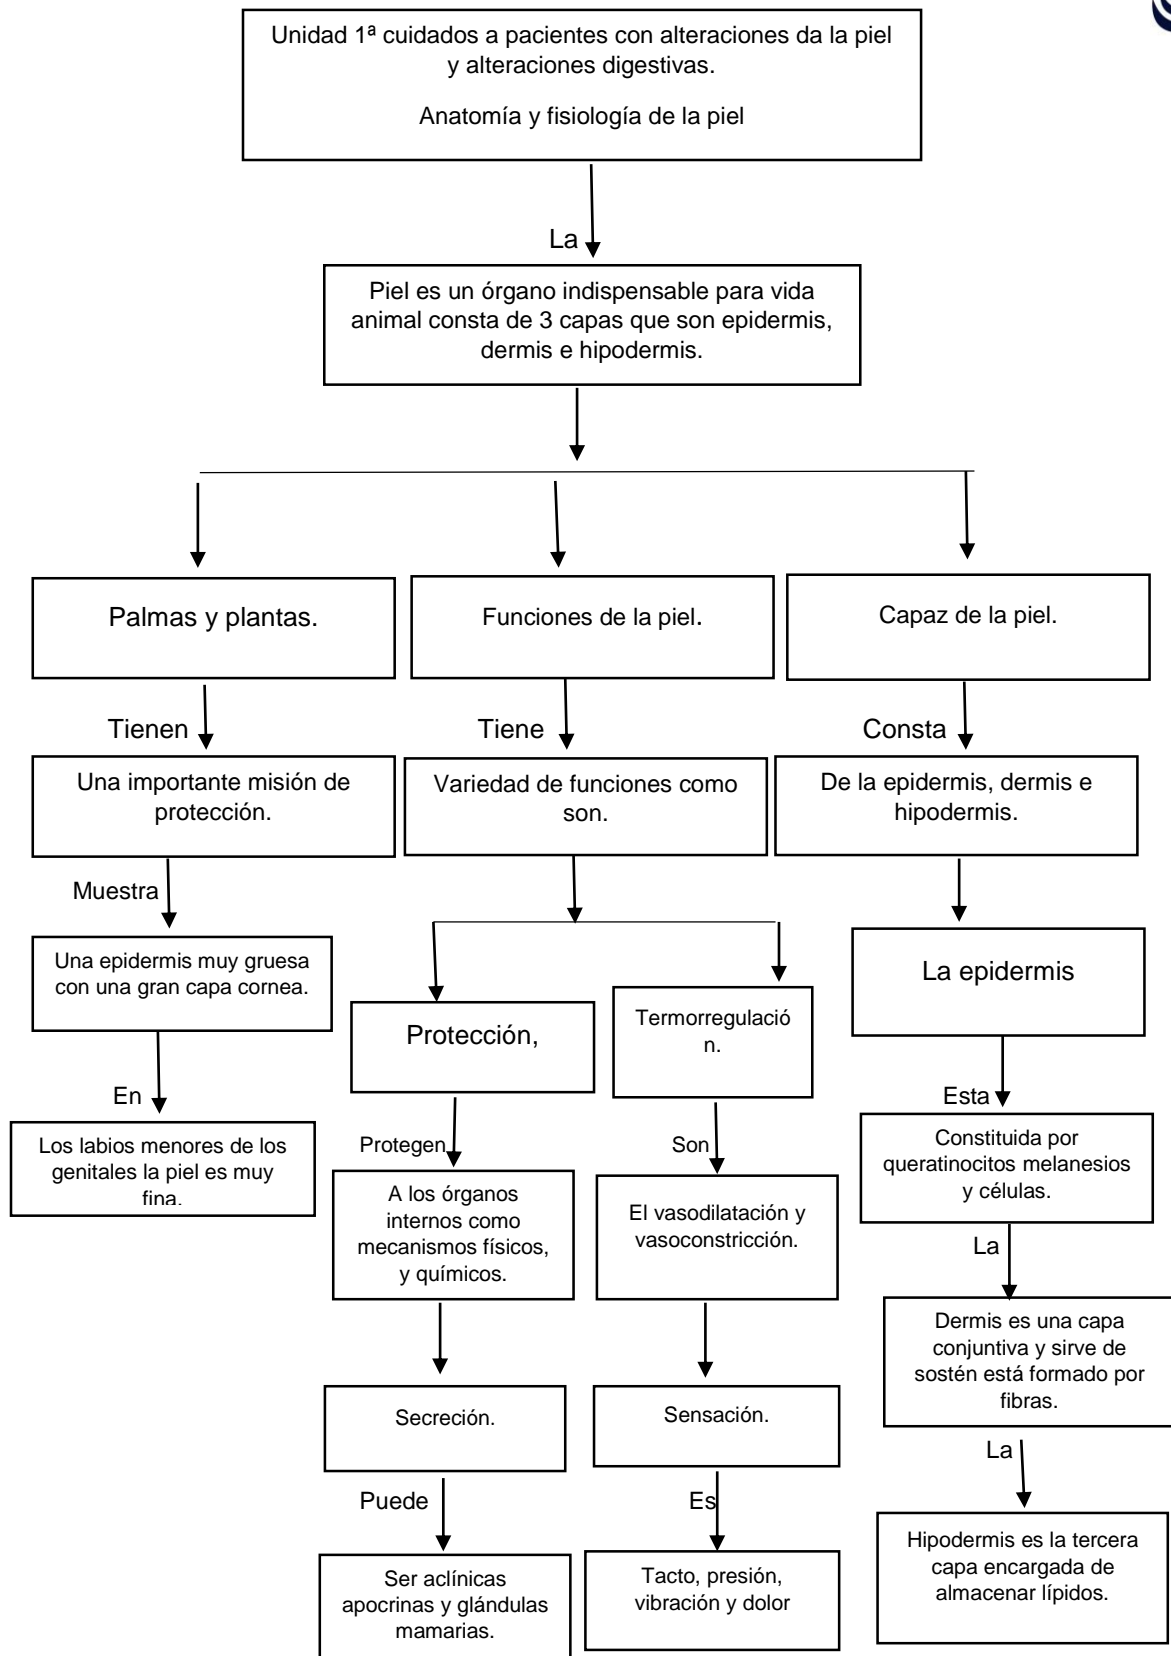 Unidad 1ª cuidados a pacientes con alteraciones da la piel
y alteraciones digestivas.
Anatomía y fisiología de la piel
La
Piel es un órgano indispensable para vida
animal consta de 3 capas que son epidermis,
dermis e hipodermis.
Palmas y plantas.
Funciones de la piel.
Capaz de la piel.
Tienen
Tiene
Consta
Una importante misión de
protección.
Variedad de funciones como
son.
De la epidermis, dermis e
hipodermis.
Muestra
Una epidermis muy gruesa
con una gran capa cornea.
La epidermis
Protección,
Termorregulació
n.
En
Esta
Los labios menores de los
genitales la piel es muy
fina.
Protegen
Son
Constituida por
queratinocitos melanesios
y células.
A los órganos
internos como
mecanismos físicos,
y químicos.
El vasodilatación y
vasoconstricción.
La
Dermis es una capa
conjuntiva y sirve de
sostén está formado por
fibras.
Secreción.
Sensación.
La
Puede
Es
Hipodermis es la tercera
capa encargada de
almacenar lípidos.
Ser aclínicas
apocrinas y glándulas
mamarias.
Tacto, presión,
vibración y dolor